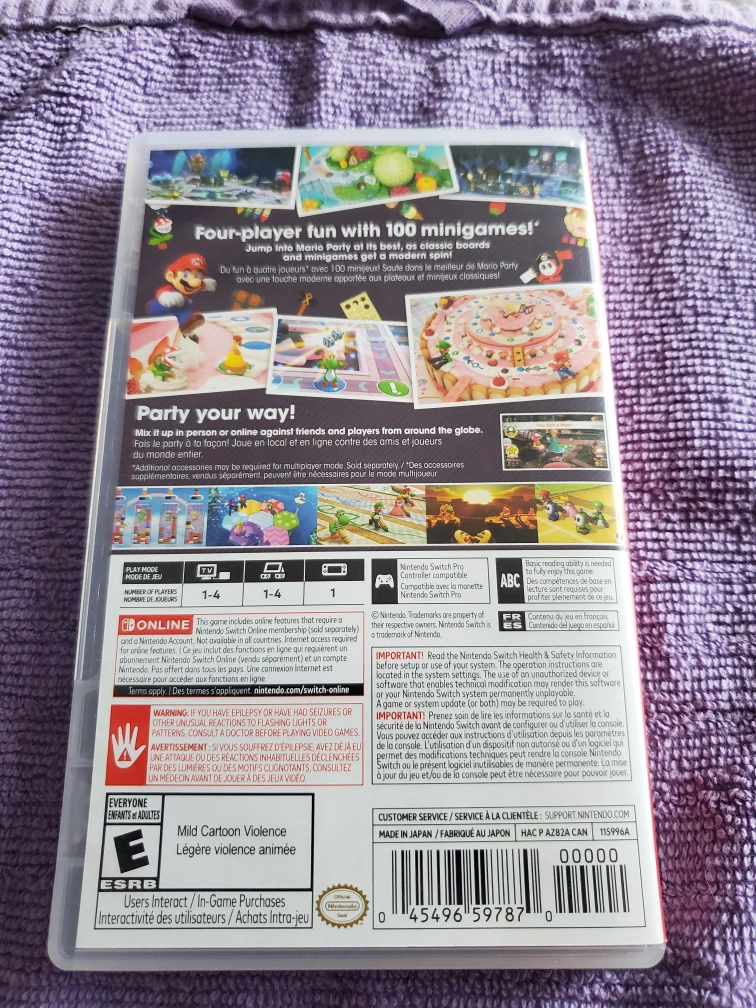 Four-player fun with 100 minigames!*
Jump into Mario Party at its best, as classic boards
and minigames get a modern spin!
Du fun à quatre joueurs* avec 100 minijeux! Saute dans le meilleur de Mario Party
avec une touche moderne apportée aux plateaux et minijeux classiques!
Party your way!
Mix it up in person or online against friends and players from around the globe.
Fais le party à ta façon! Joue en local et en ligne contre des amis et joueurs
du monde entier.
*Additional accessories may be required for multiplayer mode. Sold separately. / *Des accessoires
supplémentaires, vendus séparément, peuvent être nécessaires pour le mode multijoueur.
PLAY MODE
MODE DE JEU
TV
NUMBER OF PLAYERS
NOMBRE DE JOUEURS
1-4
1-4
1
Nintendo Switch Pro
Controller compatible
Compatible avec la manette
Nintendo Switch Pro
ABC
Basic reading ability is needed
to fully enjoy this game.
Des compétences de base en
lecture sont requises pour
profiter pleinement de ce jeu.
ONLINE
This game includes online features that require a
Nintendo Switch Online membership (sold separately)
and a Nintendo Account. Not available in all countries. Internet access required
for online features. | Ce jeu inclut des fonctions en ligne qui requièrent un
abonnement Nintendo Switch Online (vendu séparément) et un compte
Nintendo. Pas offert dans tous les pays. Une connexion Internet est
nécessaire pour accéder aux fonctions en ligne.
Terms apply. | Des termes s'appliquent. nintendo.com/switch-online
© Nintendo. Trademarks are property of
their respective owners. Nintendo Switch is
a trademark of Nintendo.
FR
ES
Contenu du jeu en français
Contenido del juego en español
WARNING: IF YOU HAVE EPILEPSY OR HAVE HAD SEIZURES OR
OTHER UNUSUAL REACTIONS TO FLASHING LIGHTS OR
PATTERNS, CONSULT A DOCTOR BEFORE PLAYING VIDEO GAMES.
AVERTISSEMENT : SI VOUS SOUFFREZ D'ÉPILEPSIE, AVEZ DÉJÀ EU
UNE ATTAQUE OU DES RÉACTIONS INHABITUELLES DÉCLENCHÉES
PAR DES LUMIÈRES OU DES MOTIFS CLIGNOTANTS, CONSULTEZ
UN MÉDECIN AVANT DE JOUER À DES JEUX VIDÉO.
IMPORTANT! Read the Nintendo Switch Health & Safety Information
before setup or use of your system. The operation instructions are
located in the system settings. The use of an unauthorized device or
software that enables technical modification may render this software
or your Nintendo Switch system permanently unplayable.
A game or system update (or both) may be required to play.
IMPORTANT! Prenez soin de lire les informations sur la santé et la
sécurité de la Nintendo Switch avant de configurer ou d'utiliser la console.
Vous pouvez accéder aux instructions d'utilisation depuis les paramètres
de la console. L'utilisation d'un dispositif non autorisé ou d'un logiciel qui
permet des modifications techniques peut rendre la console Nintendo
Switch ou le présent logiciel inutilisables de manière permanente. La mise
à jour du jeu et/ou de la console peut être nécessaire pour pouvoir jouer.
EVERYONE
ENFANTS et ADULTES
E
ESRB
Mild Cartoon Violence
Légère violence animée
Users Interact / In-Game Purchases
Interactivité des utilisateurs / Achats Intra-jeu
Official
Nintendo
Seal
CUSTOMER SERVICE / SERVICE À LA CLIENTÈLE : SUPPORT.NINTENDO.COM
MADE IN JAPAN / FABRIQUÉ AU JAPON
HAC P AZ82A CAN
115996A
00000
0 45496 59787 0